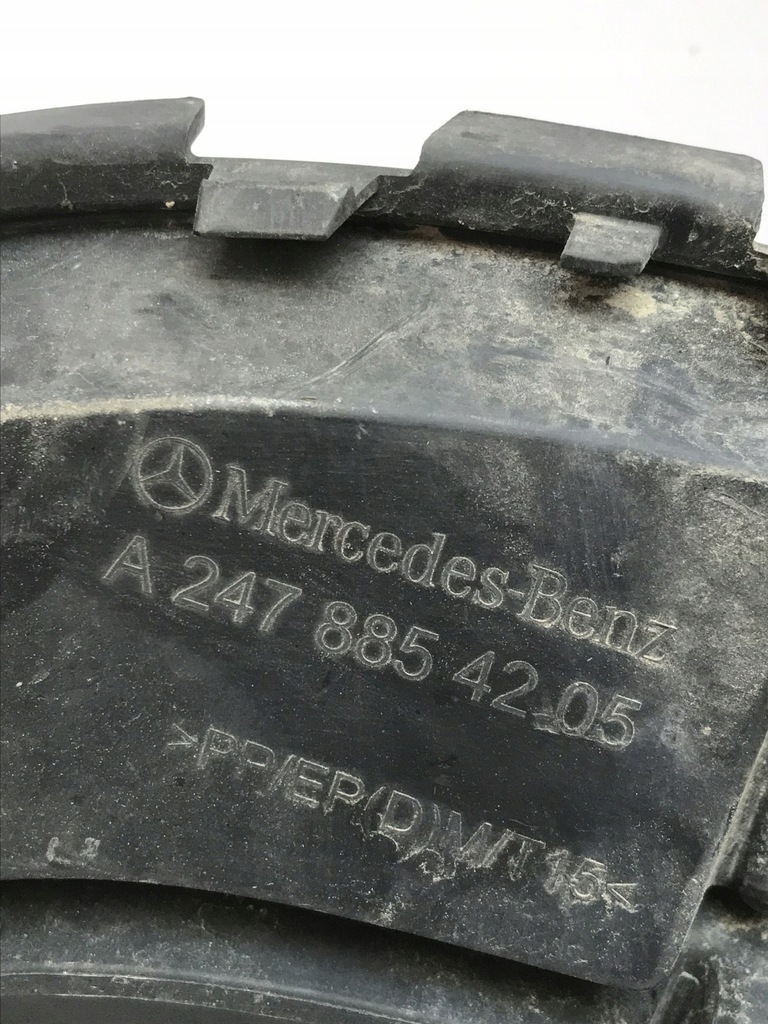 Mercedes-Benz
A 247 885 42 05
>PP/EP(D)M/T15<